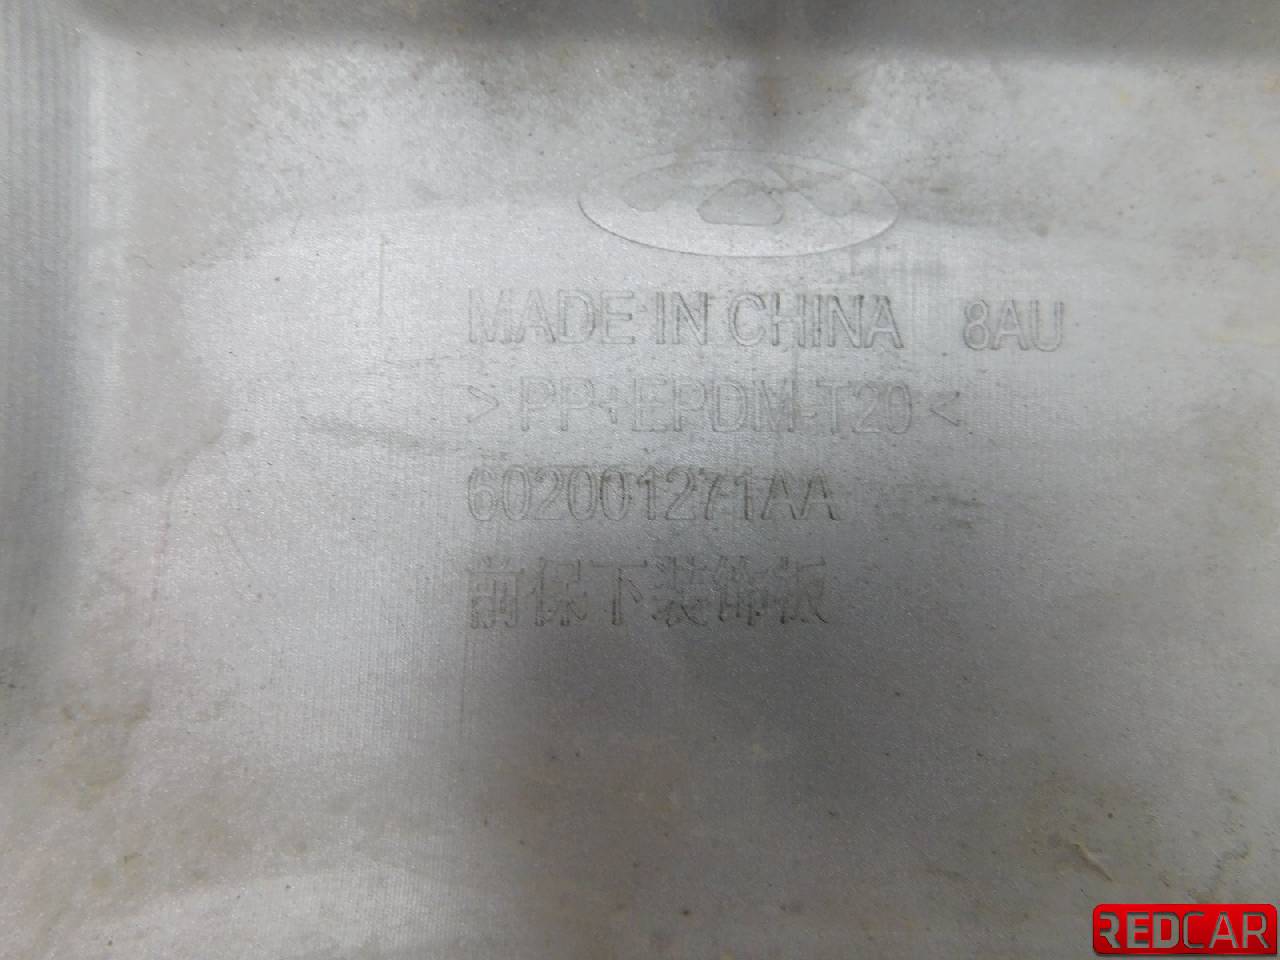 MADE IN CHINA 8AU
>PP+EPDM-T20<
602001271AA
前保下装饰板
REDCAR